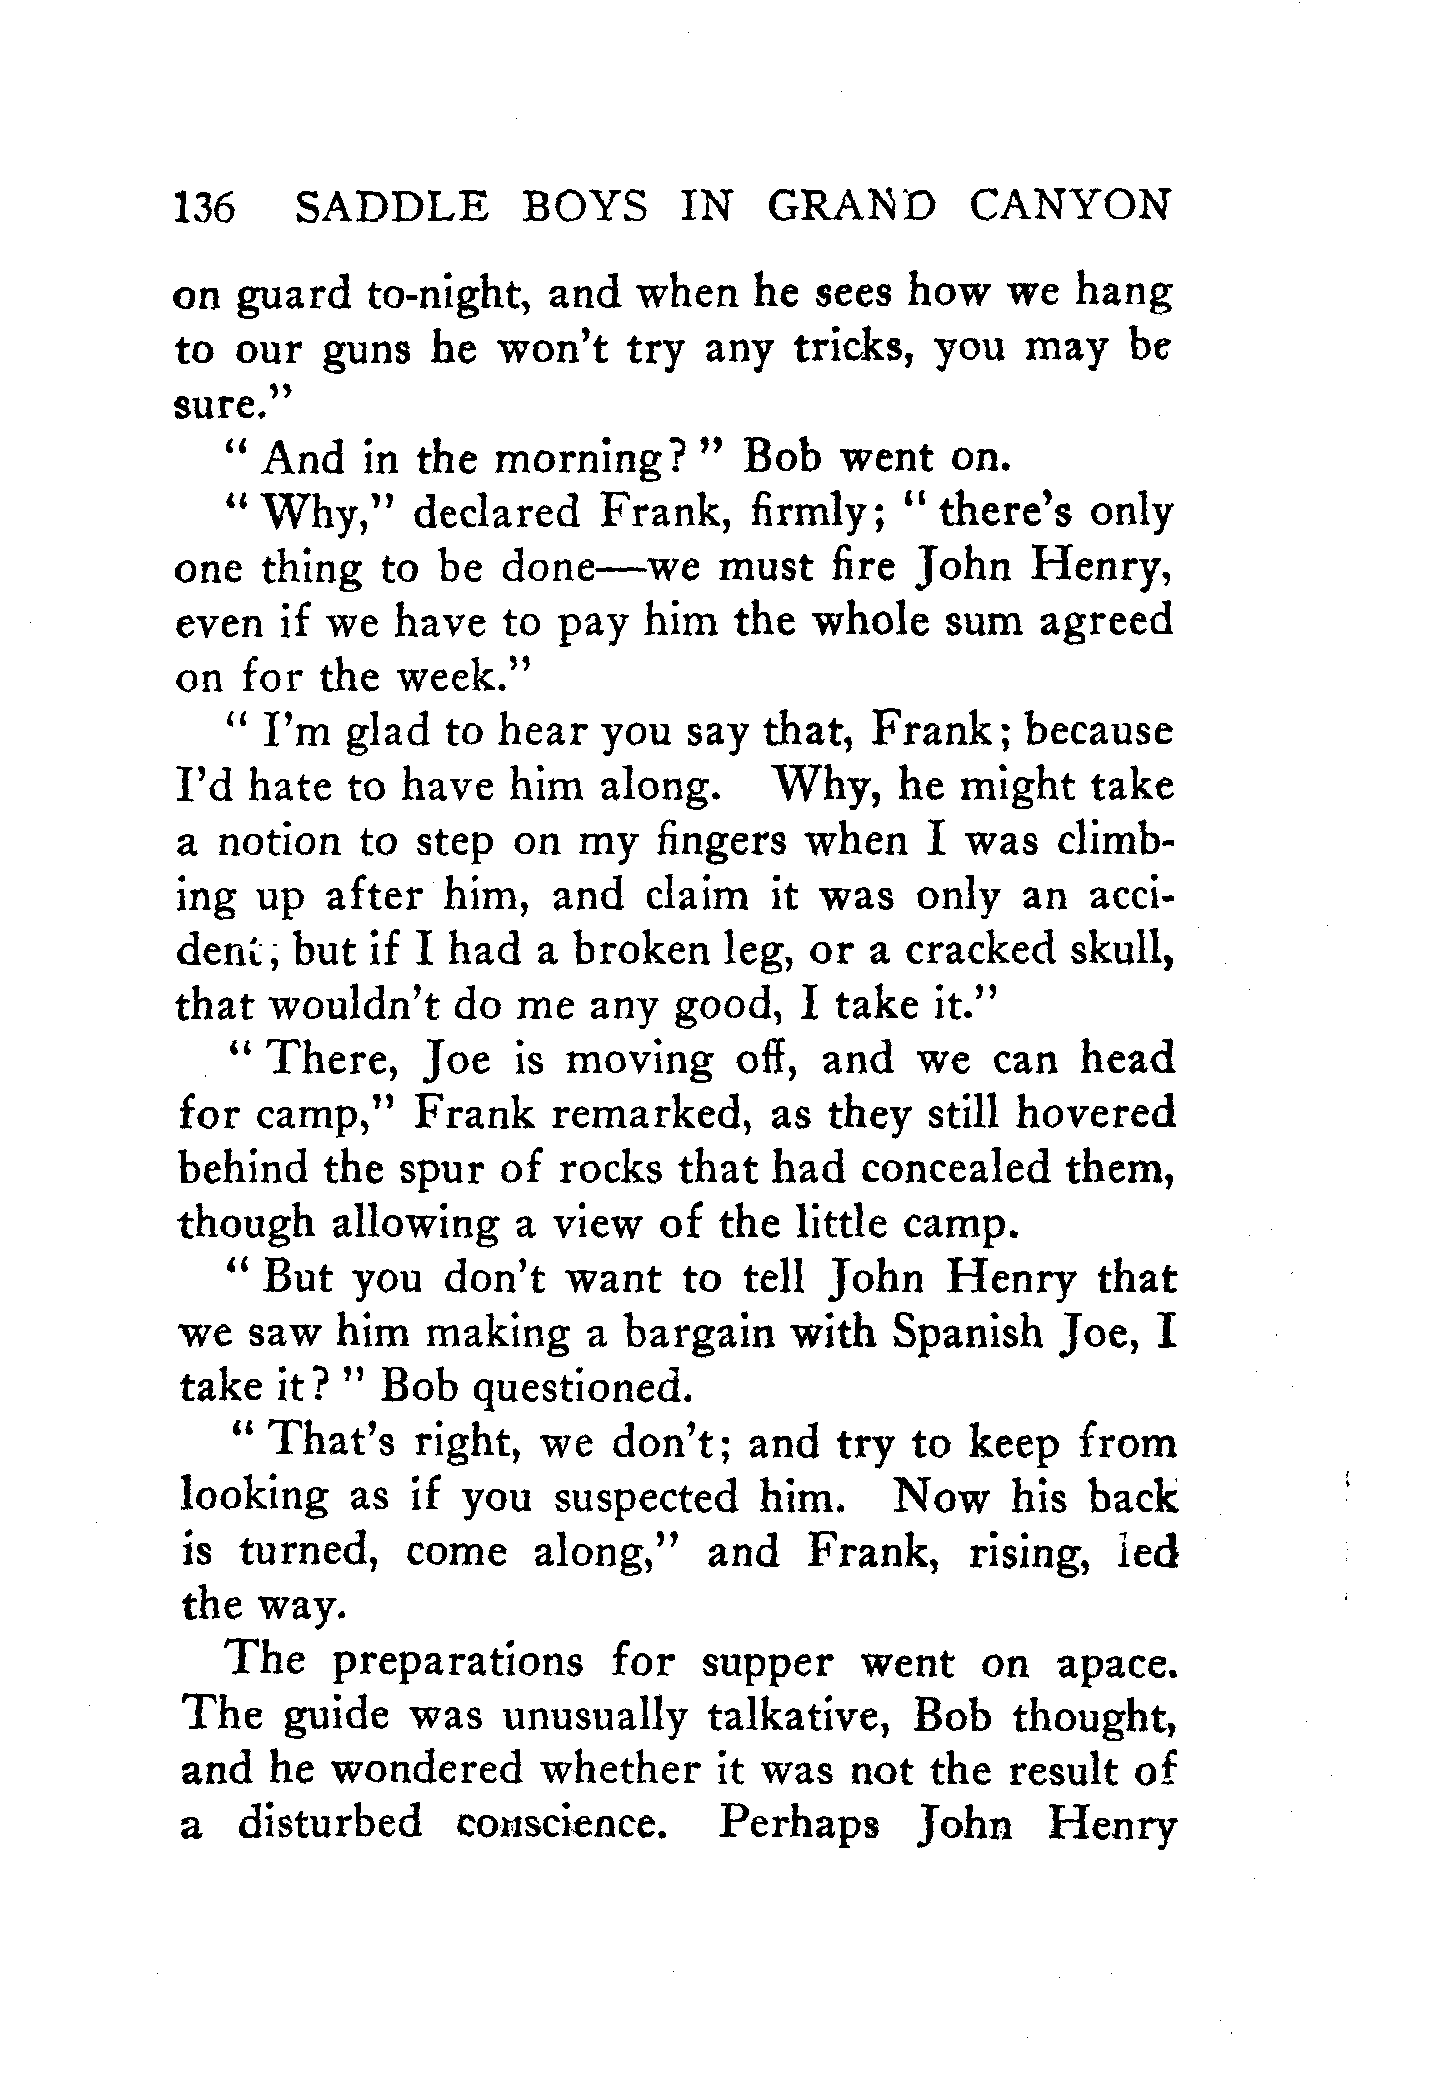 136 SADDLE BOYS IN GRAND CANYON
on guard to-night, and when he sees how we hang
to our guns he won't try any tricks, you may be
sure."
" And in the morning? " Bob went on.
" Why," declared Frank, firmly; " there's only
one thing to be done—we must fire John Henry,
even if we have to pay him the whole sum agreed
on for the week."
" I'm glad to hear you say that, Frank; because
I'd hate to have him along. Why, he might take
a notion to step on my fingers when I was climb-
ing up after him, and claim it was only an acci-
dent; but if I had a broken leg, or a cracked skull,
that wouldn't do me any good, I take it."
" There, Joe is moving off, and we can head
for camp," Frank remarked, as they still hovered
behind the spur of rocks that had concealed them,
though allowing a view of the little camp.
" But you don't want to tell John Henry that
we saw him making a bargain with Spanish Joe, I
take it? " Bob questioned.
" That's right, we don't; and try to keep from
looking as if you suspected him. Now his back
is turned, come along," and Frank, rising, led
the way.
The preparations for supper went on apace.
The guide was unusually talkative, Bob thought,
and he wondered whether it was not the result of
a disturbed conscience. Perhaps John Henry